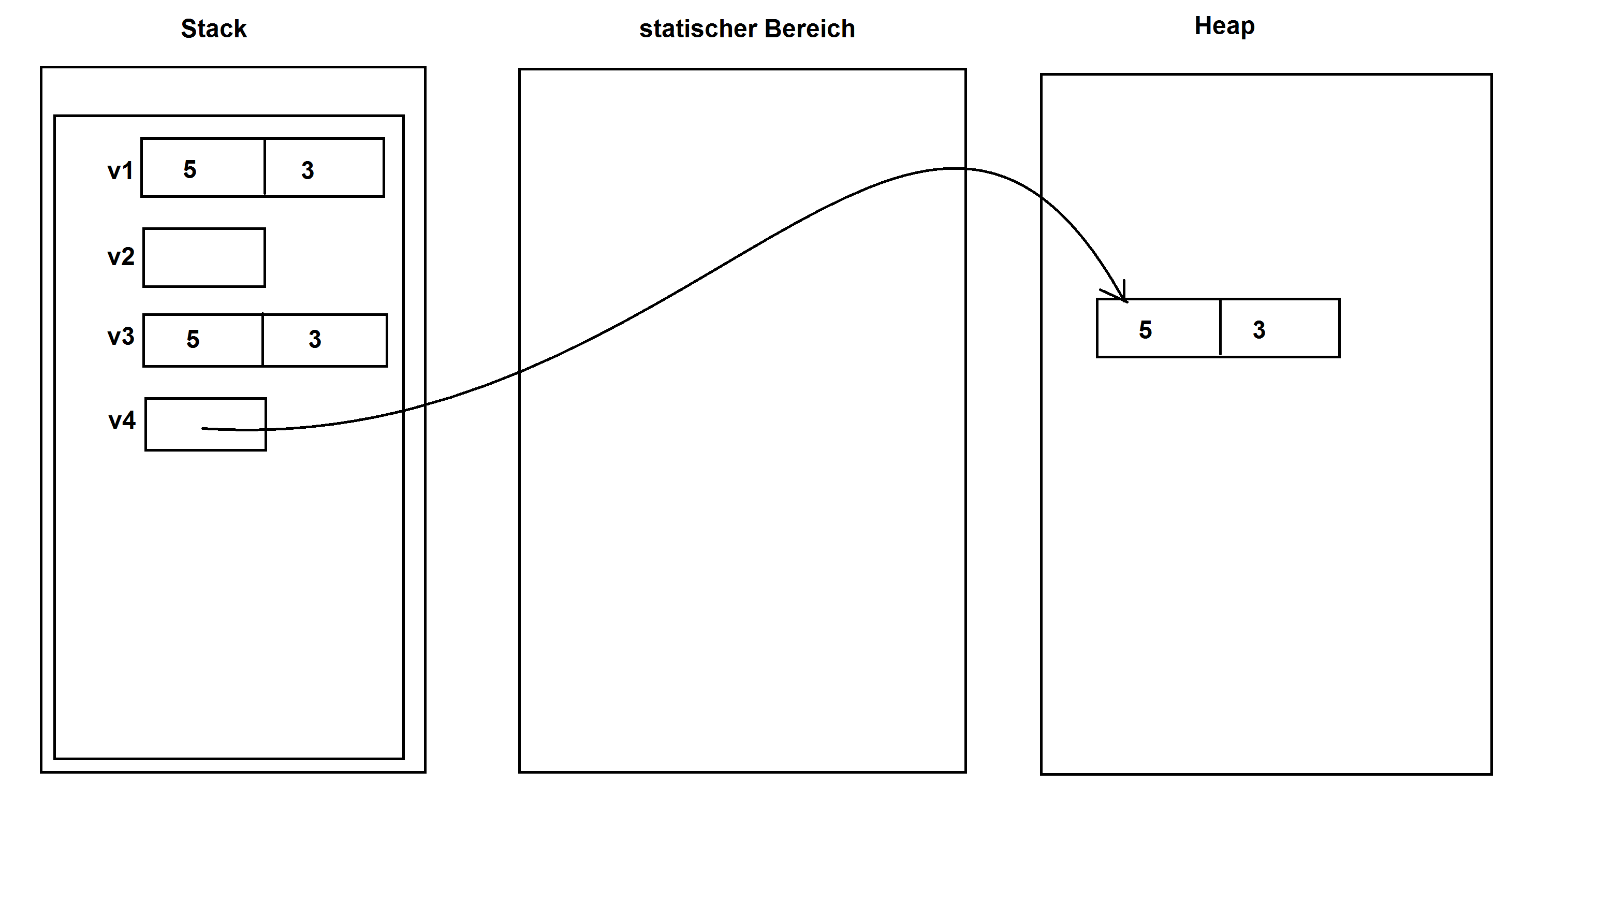 Stack statischer Bereich Heap
v1 5 3
v2
v3 5 3
5 3
v4